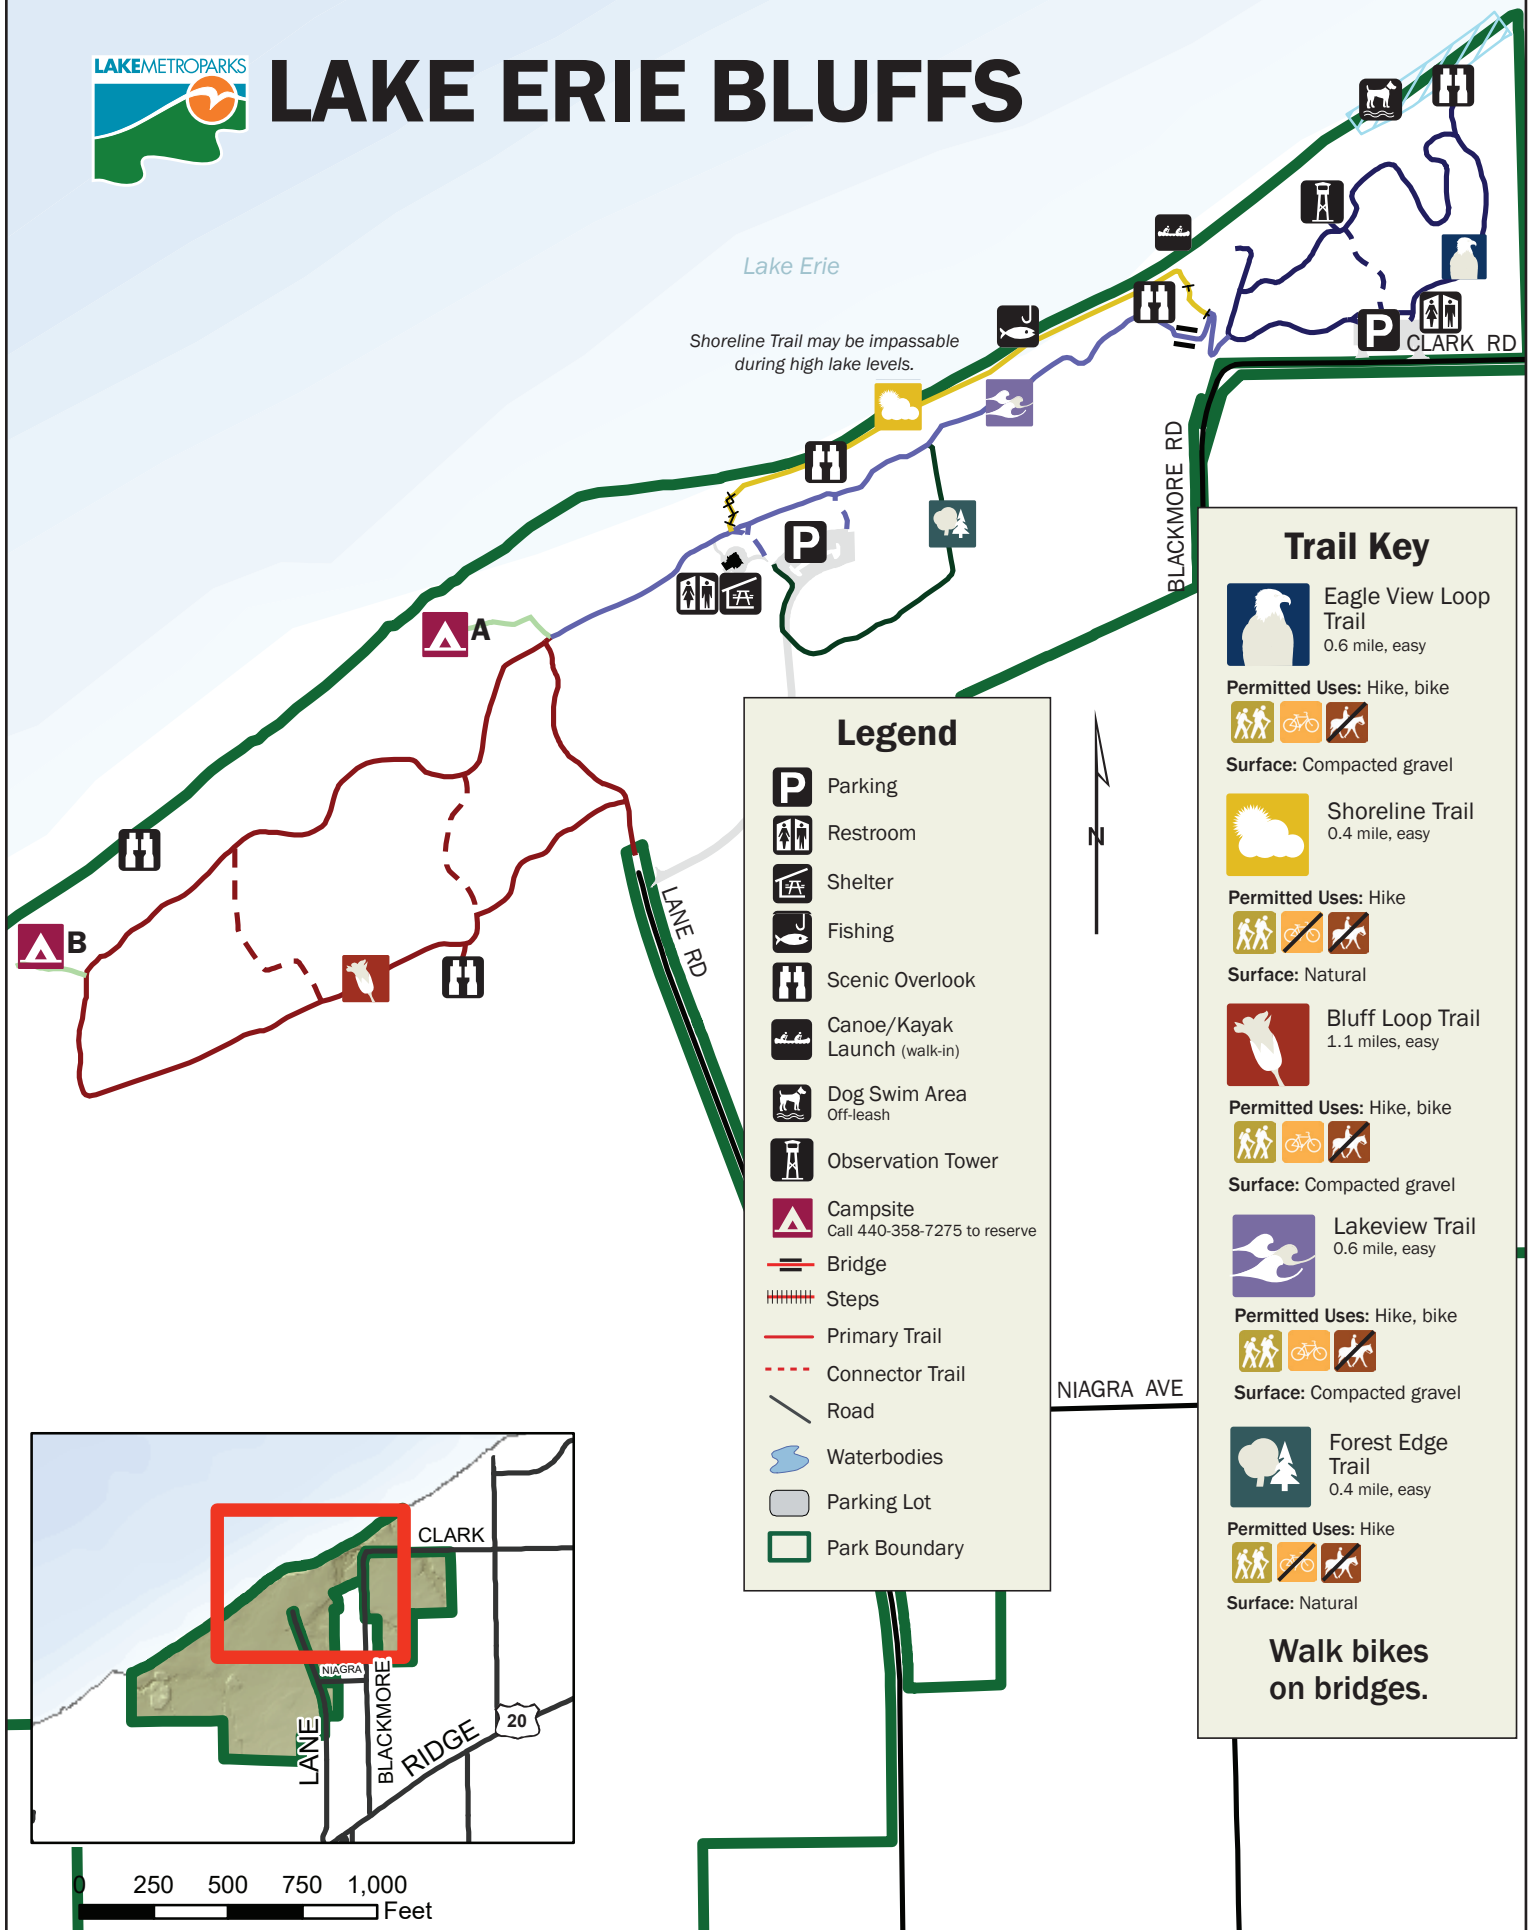 LAKEMETROPARKS
LAKE ERIE BLUFFS
Lake Erie
Shoreline Trail may be impassable
during high lake levels.
P
CLARK RD
BLACKMORE RD
P
A
B
LANE RD
N
NIAGRA AVE
Legend
P Parking
Restroom
Shelter
Fishing
Scenic Overlook
Canoe/Kayak
Launch (walk-in)
Dog Swim Area
Off-leash
Observation Tower
Campsite
Call 440-358-7275 to reserve
Bridge
Steps
Primary Trail
Connector Trail
Road
Waterbodies
Parking Lot
Park Boundary
Trail Key
Eagle View Loop
Trail
0.6 mile, easy
Permitted Uses: Hike, bike
Surface: Compacted gravel
Shoreline Trail
0.4 mile, easy
Permitted Uses: Hike
Surface: Natural
Bluff Loop Trail
1.1 miles, easy
Permitted Uses: Hike, bike
Surface: Compacted gravel
Lakeview Trail
0.6 mile, easy
Permitted Uses: Hike, bike
Surface: Compacted gravel
Forest Edge
Trail
0.4 mile, easy
Permitted Uses: Hike
Surface: Natural
Walk bikes
on bridges.
CLARK
NIAGRA
LANE
BLACKMORE
RIDGE
20
0 250 500 750 1,000
Feet